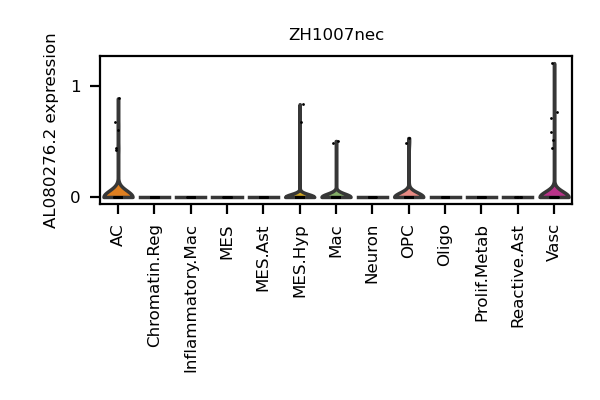 ZH1007nec
AL080276.2 expression
1
0
AC
Chromatin.Reg
Inflammatory.Mac
MES
MES.Ast
MES.Hyp
Mac
Neuron
OPC
Oligo
Prolif.Metab
Reactive.Ast
Vasc